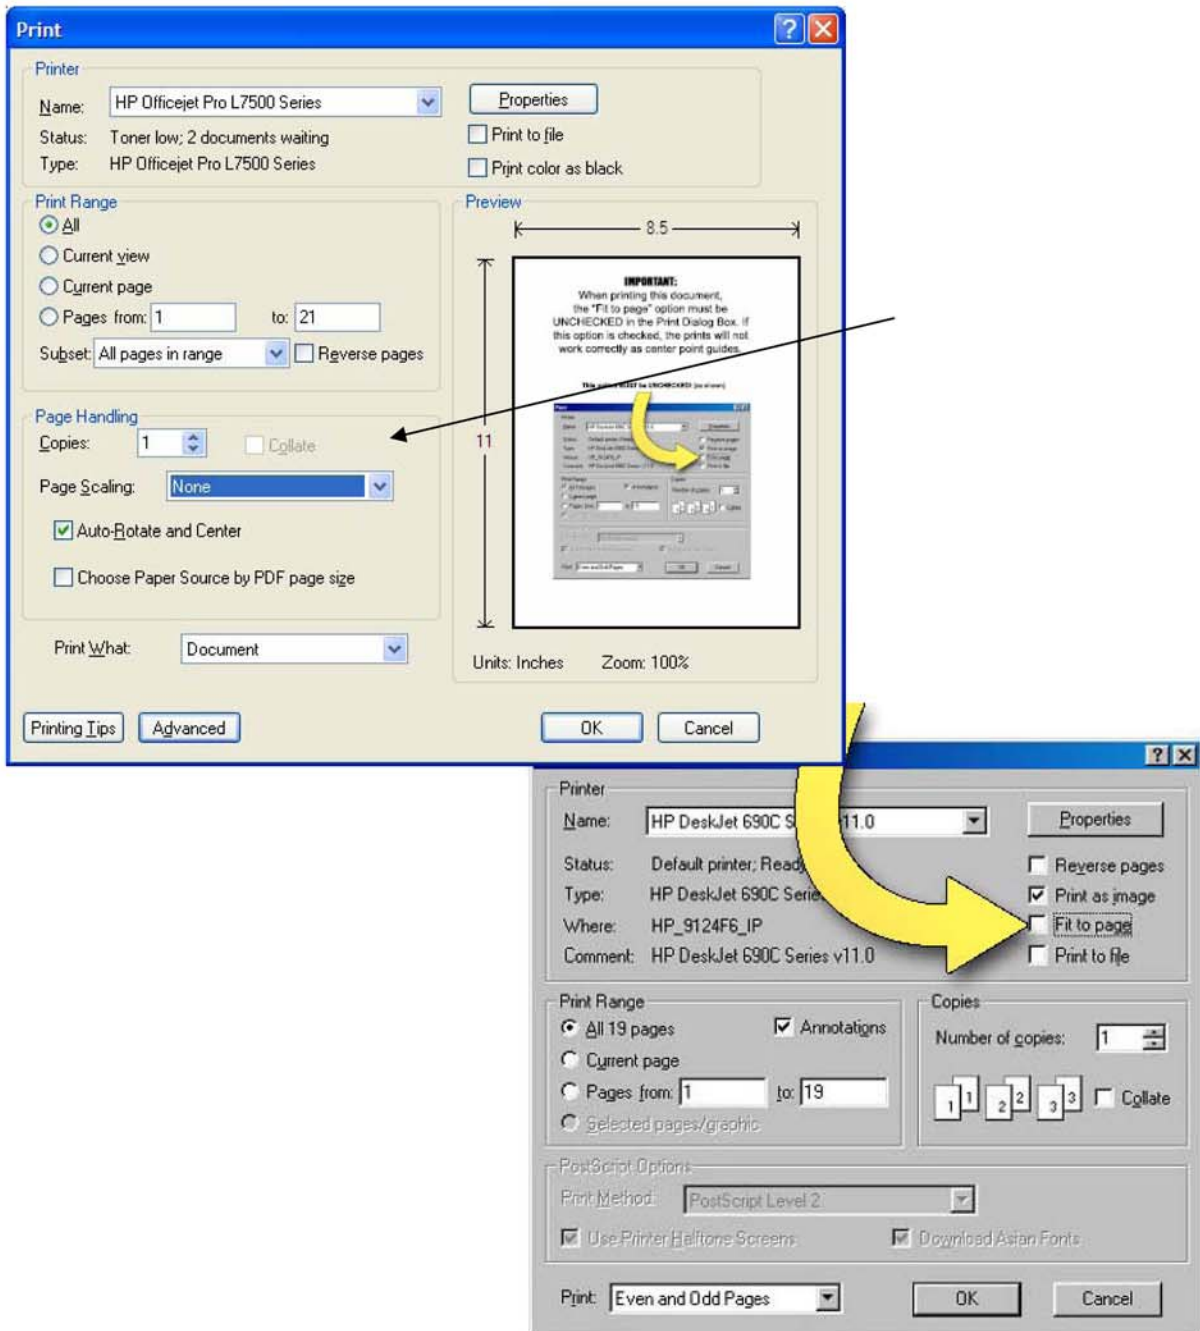 Print
Printer
Name: HP Officejet Pro L7500 Series
Properties
Status: Toner low; 2 documents waiting
Print to file
Type: HP Officejet Pro L7500 Series
Print color as black
Print Range
All
Current view
Current page
Pages from: 1 to: 21
Subset: All pages in range
Reverse pages
Page Handling
Copies: 1
Collate
Page Scaling: None
Auto-Rotate and Center
Choose Paper Source by PDF page size
Print What: Document
Preview
8.5
11
IMPORTANT:
When printing this document,
the "Fit to page" option must be
UNCHECKED in the Print Dialog Box. If
this option is checked, the prints will not
work correctly as center point guides.
MUST be UNCHECKED!
Units: Inches Zoom: 100%
Printing Tips
Advanced
OK
Cancel
Printer
Name: HP DeskJet 690C S v11.0
Properties
Status: Default printer; Ready
Reverse pages
Type: HP DeskJet 690C Serie
Print as image
Where: HP_9124F6_IP
Fit to page
Comment: HP DeskJet 690C Series v11.0
Print to file
Print Range
All 19 pages
Annotations
Current page
Pages from: 1 to: 19
Selected pages/graphic
Copies
Number of copies: 1
1 1 2 2 3 3
Collate
PostScript Options
Print Method: PostScript Level 2
Use Printer Halftone Screens
Download Asian Fonts
Print: Even and Odd Pages
OK
Cancel